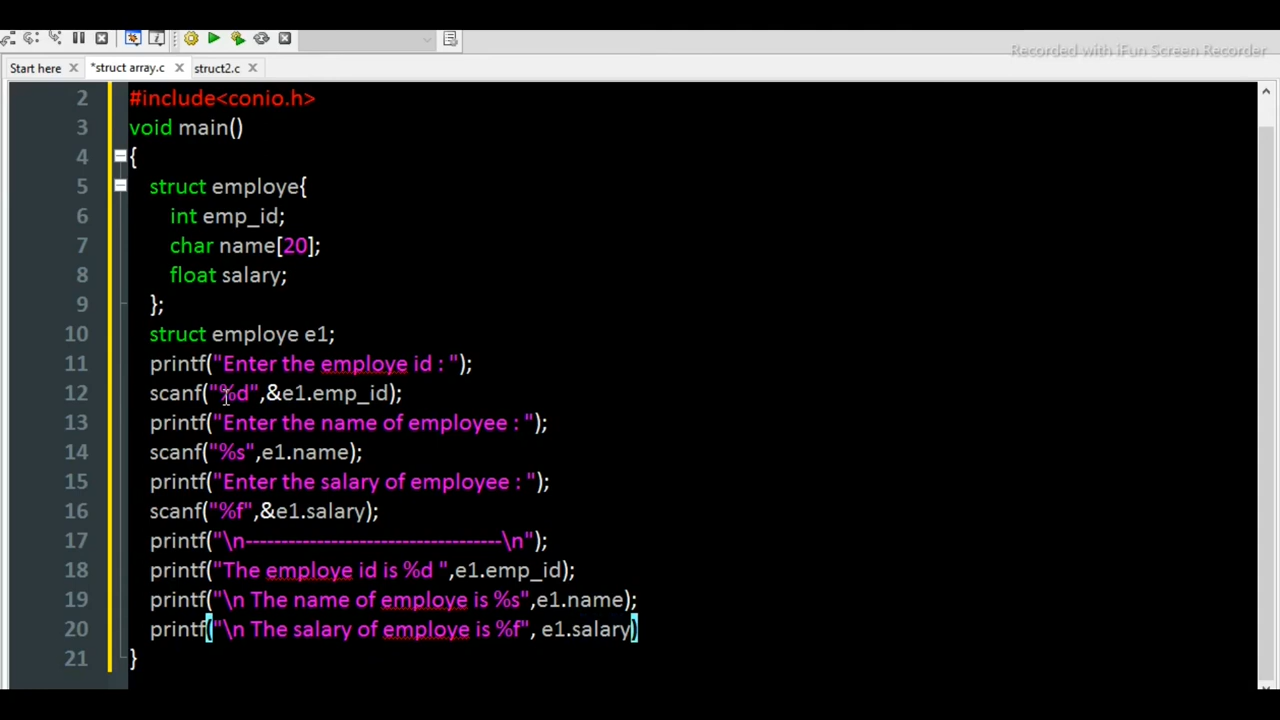 Recorded with iFun Screen Recorder
Start here
*struct array.c
struct2.c
2 #include<conio.h>
3 void main()
4 {
5 struct employe{
6 int emp_id;
7 char name[20];
8 float salary;
9 };
10 struct employe e1;
11 printf("Enter the employe id : ");
12 scanf("%d",&e1.emp_id);
13 printf("Enter the name of employee : ");
14 scanf("%s",e1.name);
15 printf("Enter the salary of employee : ");
16 scanf("%f",&e1.salary);
17 printf("\n------------------------------------\n");
18 printf("The employe id is %d ",e1.emp_id);
19 printf("\n The name of employe is %s",e1.name);
20 printf("\n The salary of employe is %f", e1.salary)
21 }